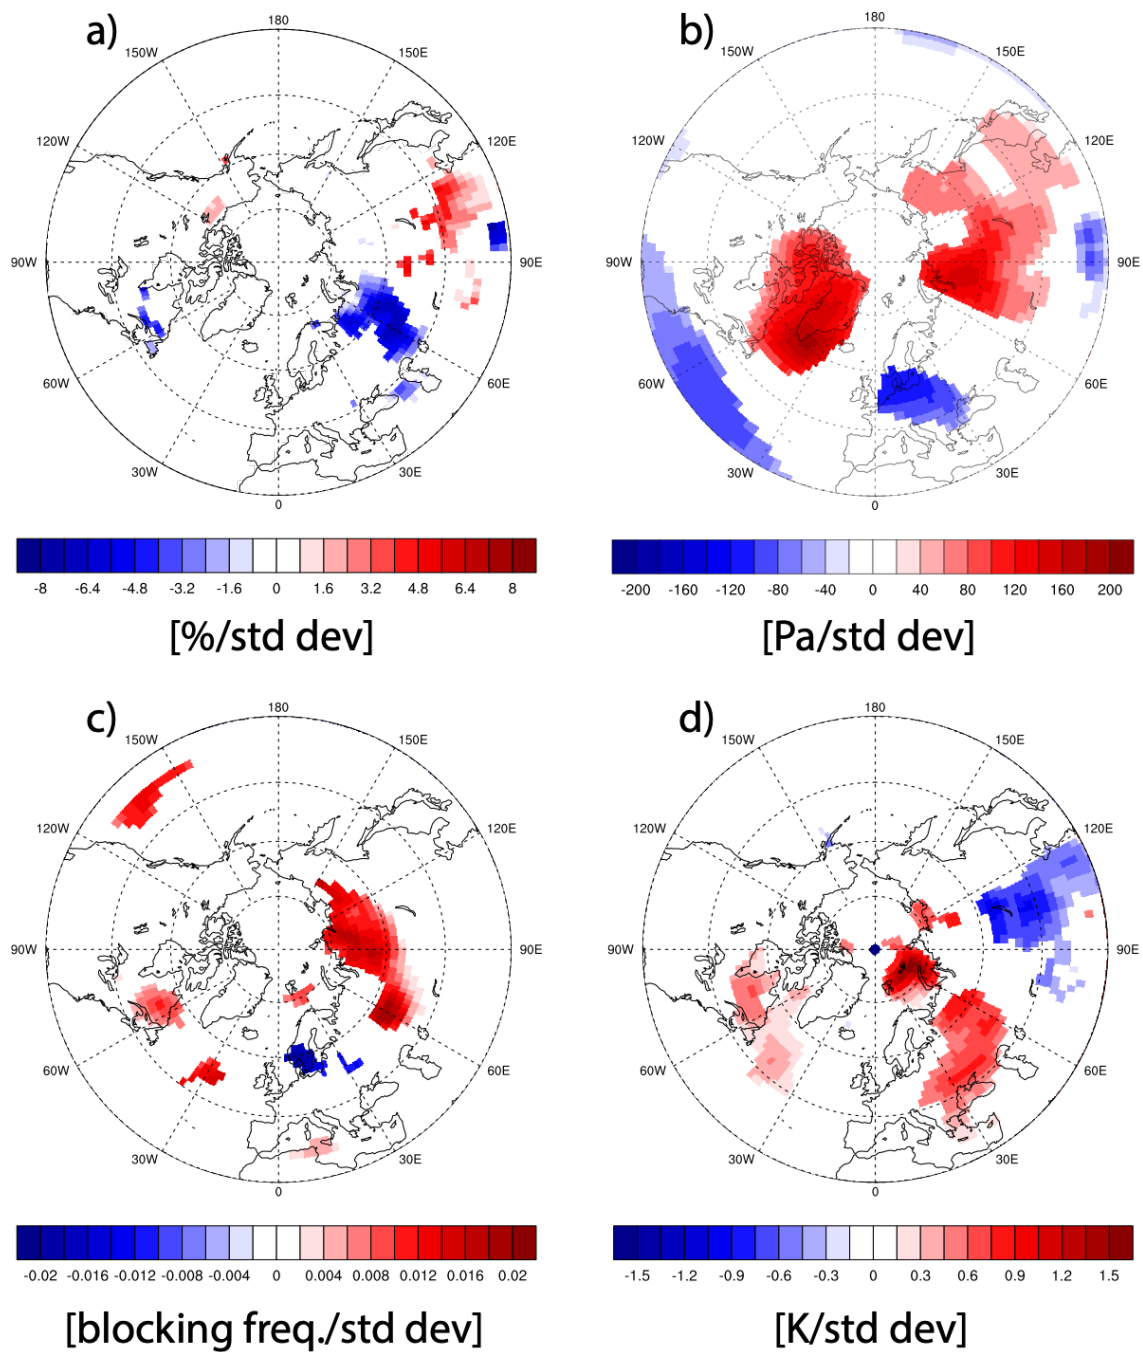 a)
180
150W
150E
120W
120E
90W
90E
60W
60E
30W
30E
0
-8 -6.4 -4.8 -3.2 -1.6 0 1.6 3.2 4.8 6.4 8
[%/std dev]
b)
180
150W
150E
120W
120E
90W
90E
60W
60E
30W
30E
0
-200 -160 -120 -80 -40 0 40 80 120 160 200
[Pa/std dev]
c)
180
150W
150E
120W
120E
90W
90E
60W
60E
30W
30E
0
-0.02 -0.016 -0.012 -0.008 -0.004 0 0.004 0.008 0.012 0.016 0.02
[blocking freq./std dev]
d)
180
150W
150E
120W
120E
90W
90E
60W
60E
30W
30E
0
-1.5 -1.2 -0.9 -0.6 -0.3 0 0.3 0.6 0.9 1.2 1.5
[K/std dev]